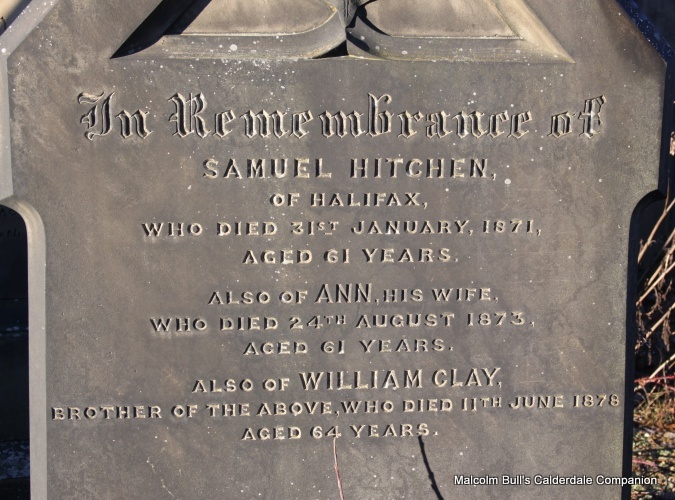 In Remembrance of
SAMUEL HITCHEN,
OF HALIFAX,
WHO DIED 31ST JANUARY, 1871,
AGED 61 YEARS.
ALSO OF ANN, HIS WIFE,
WHO DIED 24TH AUGUST 1873,
AGED 61 YEARS.
ALSO OF WILLIAM CLAY,
BROTHER OF THE ABOVE, WHO DIED 11TH JUNE 1878
AGED 64 YEARS.
Malcolm Bull's Calderdale Companion